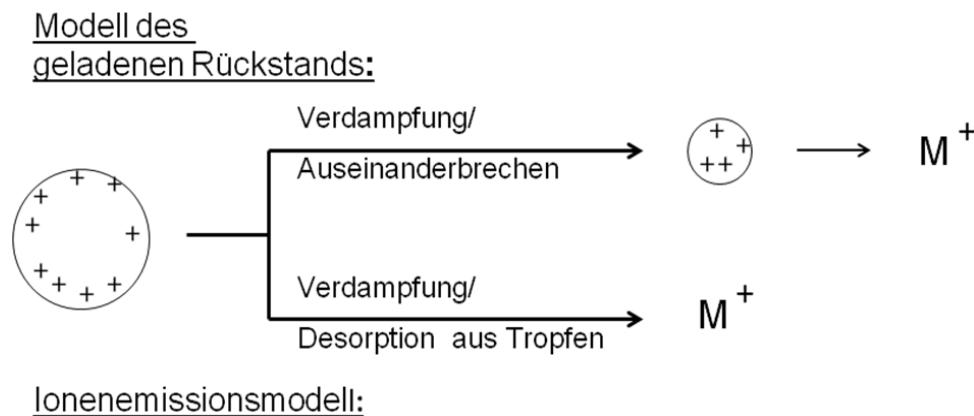 Modell des
geladenen Rückstands:
Verdampfung/
Auseinanderbrechen
+ + + + + + + + +
+ + ++
M +
Verdampfung/
Desorption aus Tropfen
M +
Ionenemissionsmodell: